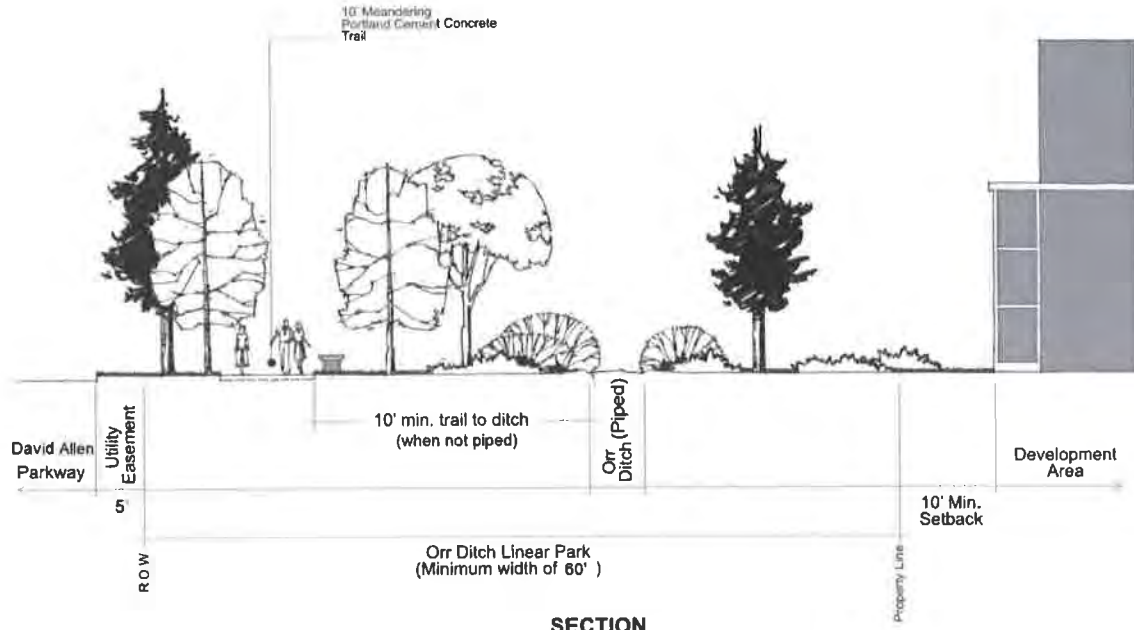 10' Meandering
Portland Cement Concrete
Trail
10' min. trail to ditch
(when not piped)
David Allen
Parkway
Utility
Easement
Orr
Ditch (Piped)
Development
Area
5'
10' Min.
Setback
Orr Ditch Linear Park
(Minimum width of 60' )
ROW
Property Line
SECTION